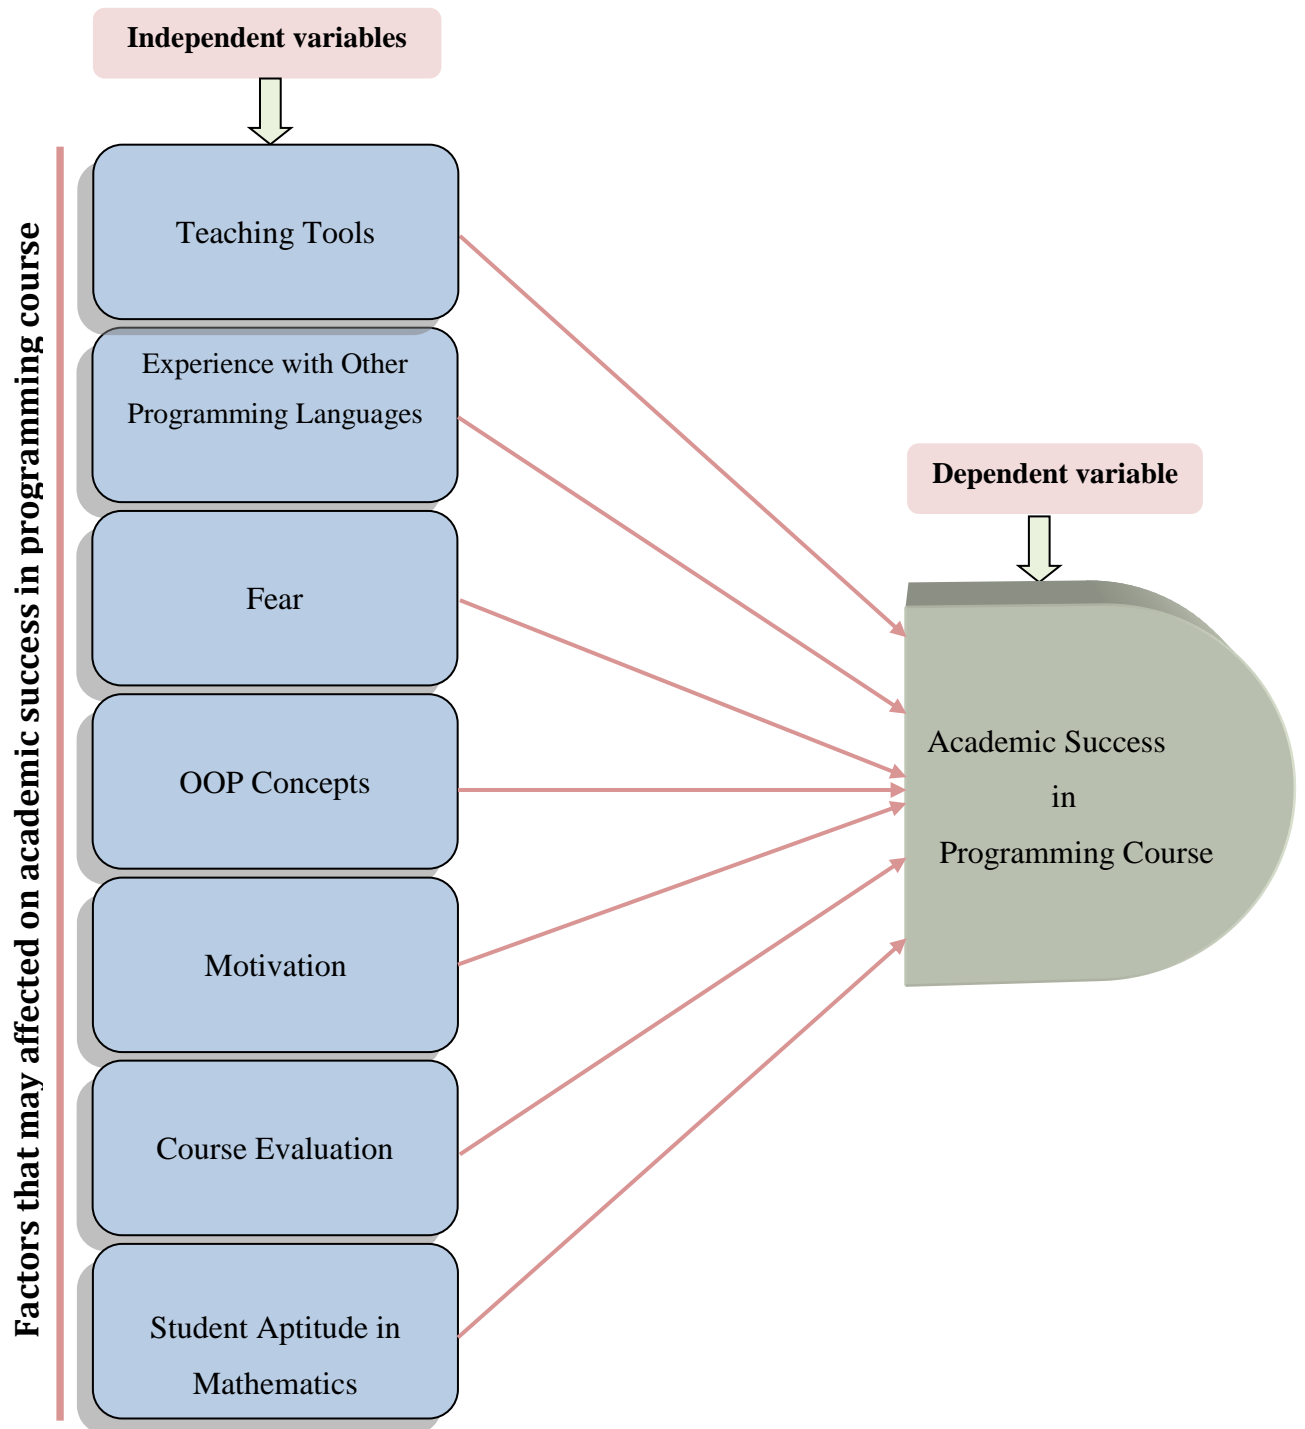 Independent variables
Factors that may affected on academic success in programming course
Teaching Tools
Experience with Other
Programming Languages
Fear
OOP Concepts
Motivation
Course Evaluation
Student Aptitude in
Mathematics
Dependent variable
Academic Success
in
Programming Course